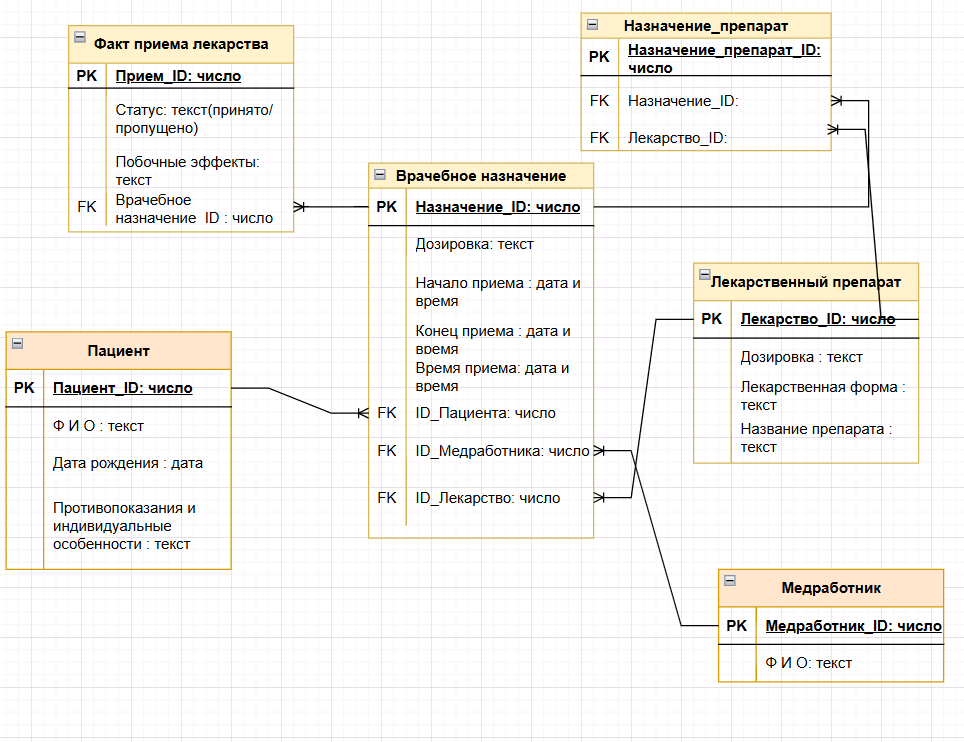 Факт приема лекарства
PK Прием_ID: число
Статус: текст(принято/
пропущено)
Побочные эффекты:
текст
FK Врачебное
назначение_ID : число
Назначение_препарат
PK Назначение_препарат_ID:
число
FK Назначение_ID:
FK Лекарство_ID:
Врачебное назначение
PK Назначение_ID: число
Дозировка: текст
Начало приема : дата и
время
Конец приема : дата и
время
Время приема: дата и
время
FK ID_Пациента: число
FK ID_Медработника: число
FK ID_Лекарство: число
Лекарственный препарат
PK Лекарство_ID: число
Дозировка : текст
Лекарственная форма :
текст
Название препарата :
текст
Пациент
PK Пациент_ID: число
Ф И О : текст
Дата рождения : дата
Противопоказания и
индивидуальные
особенности : текст
Медработник
PK Медработник_ID: число
Ф И О: текст